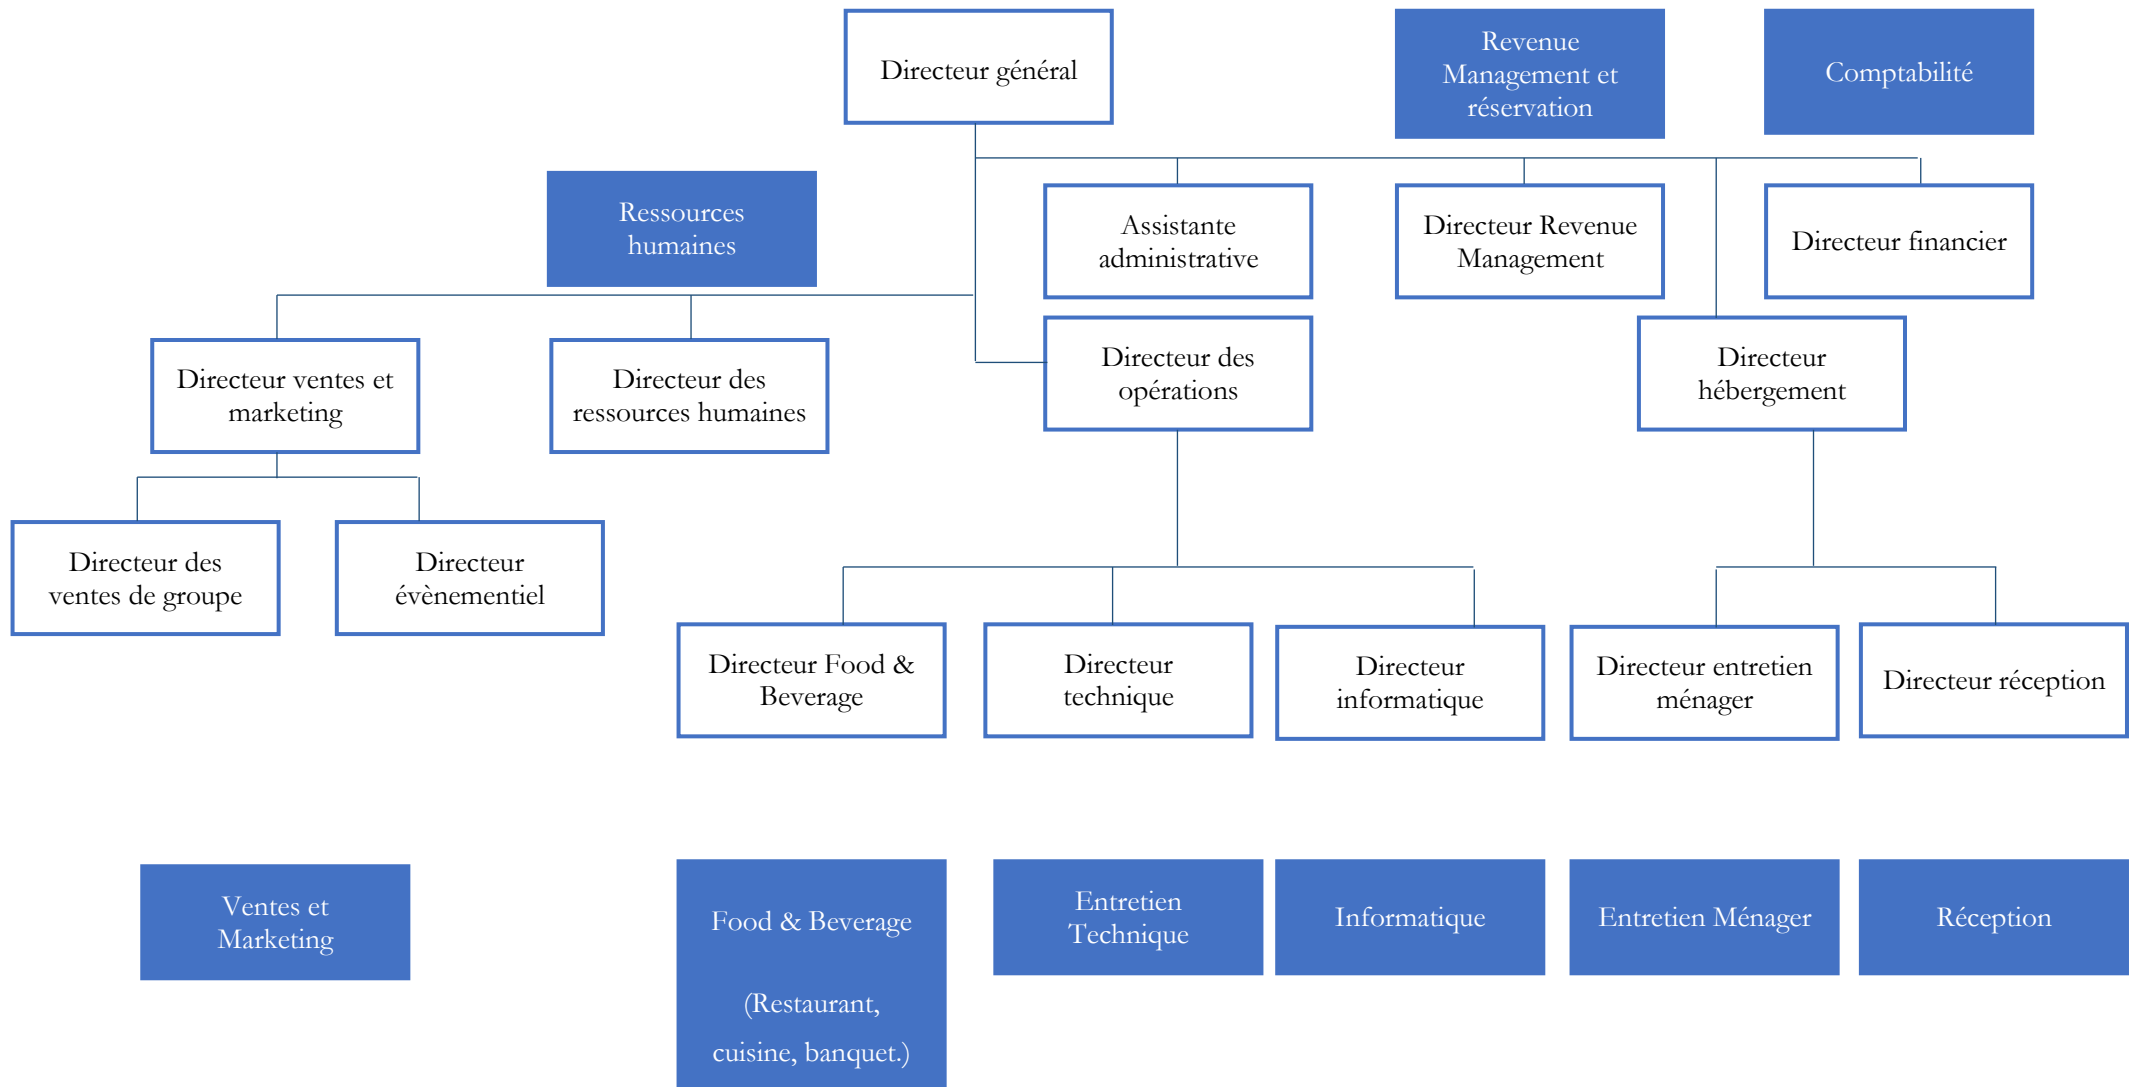 Directeur général
Revenue
Management et
réservation
Comptabilité
Ressources
humaines
Assistante
administrative
Directeur Revenue
Management
Directeur financier
Directeur ventes et
marketing
Directeur des
ressources humaines
Directeur des
opérations
Directeur
hébergement
Directeur des
ventes de groupe
Directeur
évènementiel
Directeur Food &
Beverage
Directeur
technique
Directeur
informatique
Directeur entretien
ménager
Directeur réception
Ventes et
Marketing
Food & Beverage
(Restaurant,
cuisine, banquet.)
Entretien
Technique
Informatique
Entretien Ménager
Réception